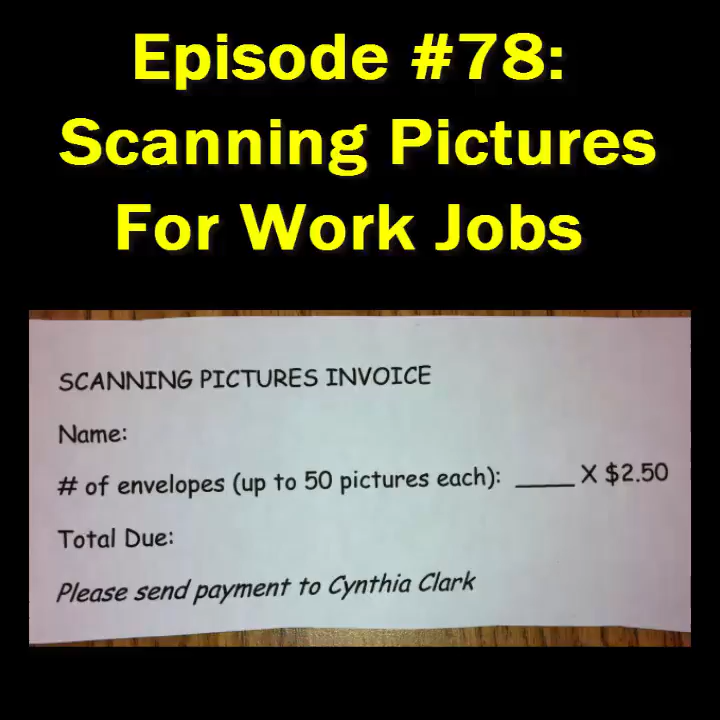 Episode #78:
Scanning Pictures
For Work Jobs
SCANNING PICTURES INVOICE
Name:
# of envelopes (up to 50 pictures each): ____ X $2.50
Total Due:
Please send payment to Cynthia Clark